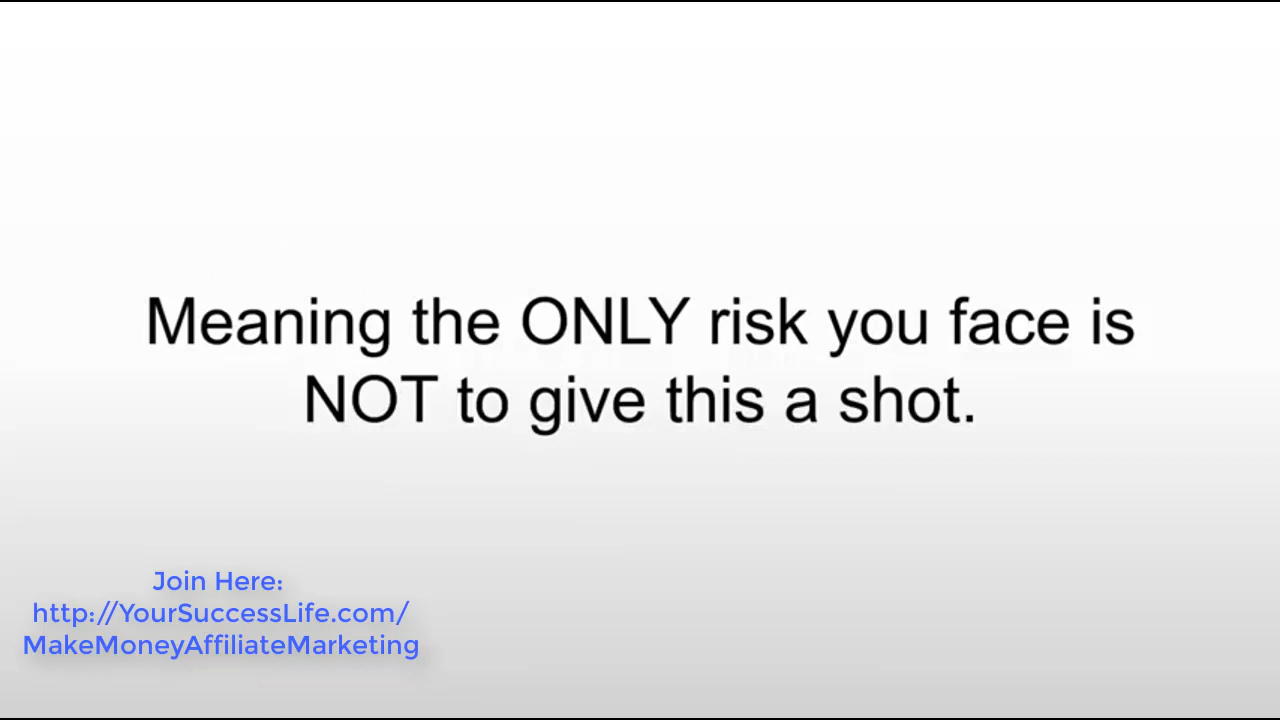 Meaning the ONLY risk you face is
NOT to give this a shot.
Join Here:
http://YourSuccessLife.com/
MakeMoneyAffiliateMarketing